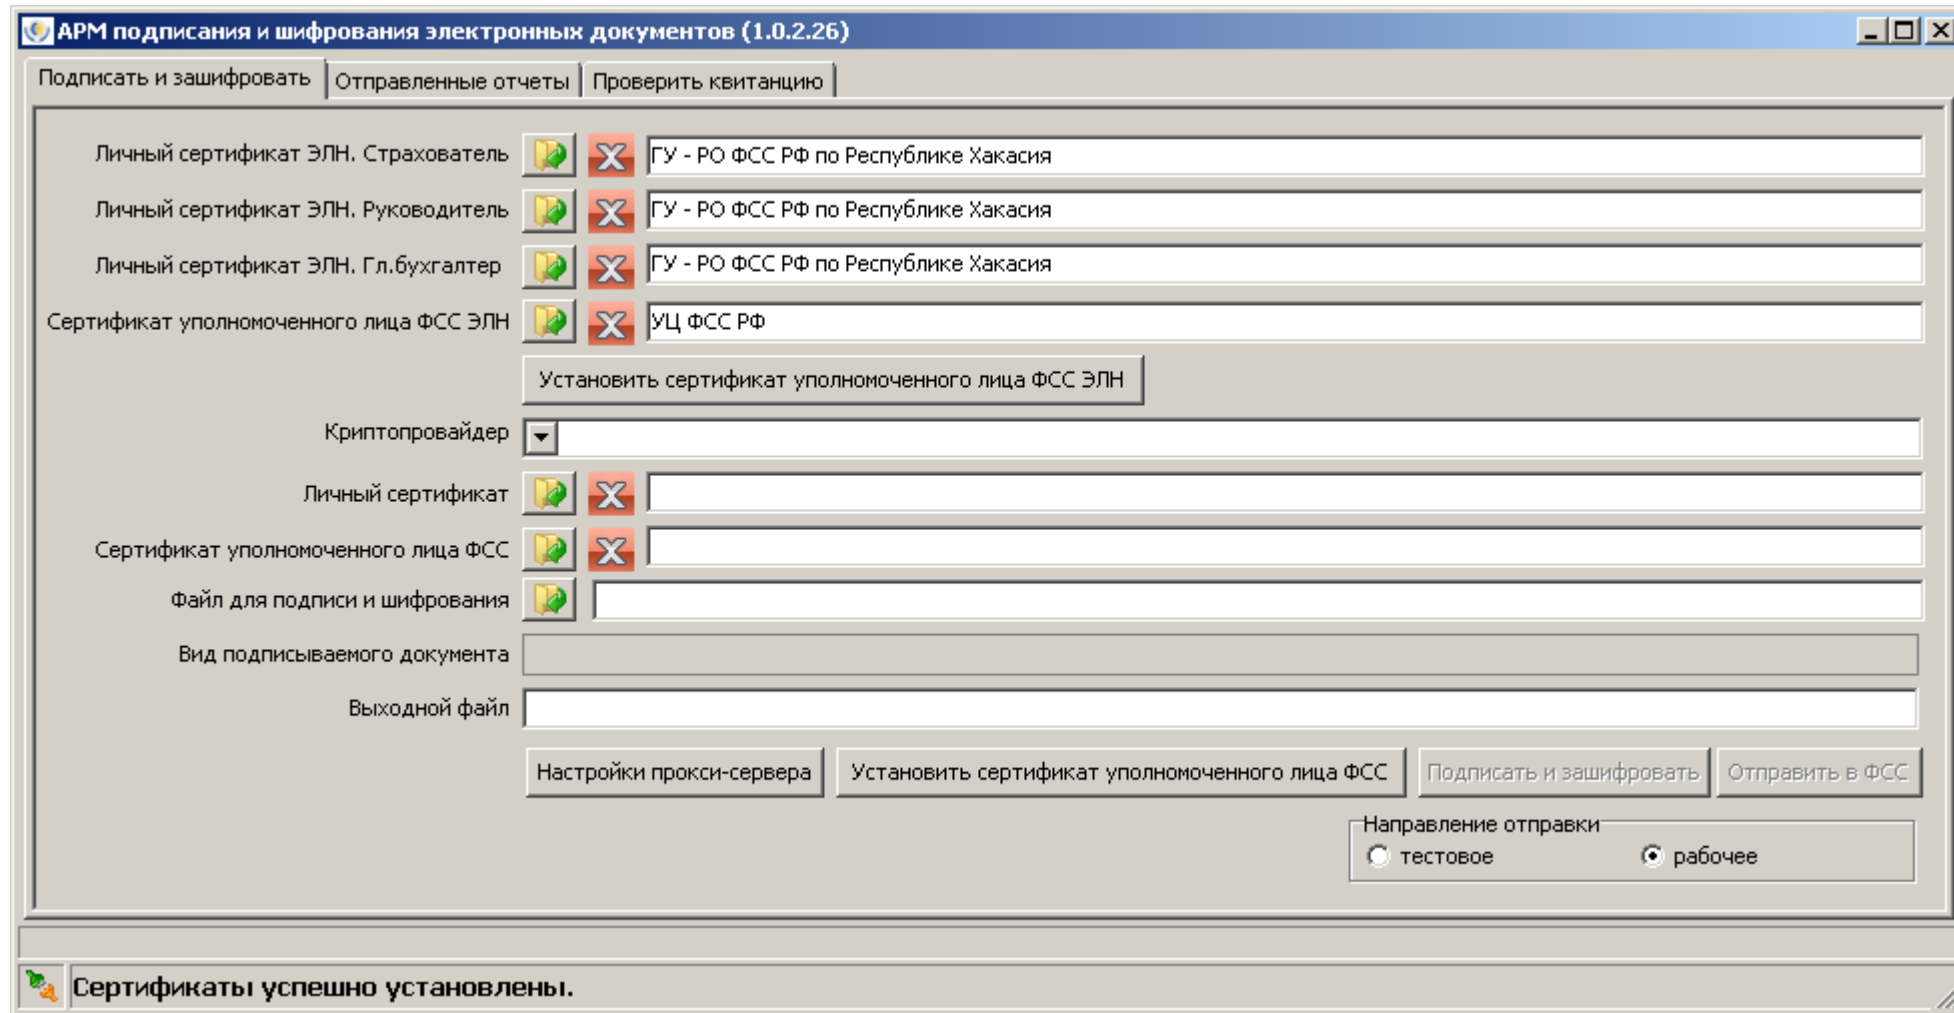 АРМ подписания и шифрования электронных документов (1.0.2.26)
Подписать и зашифровать Отправленные отчеты Проверить квитанцию
Личный сертификат ЭЛН. Страхователь ГУ - РО ФСС РФ по Республике Хакасия
Личный сертификат ЭЛН. Руководитель ГУ - РО ФСС РФ по Республике Хакасия
Личный сертификат ЭЛН. Гл.бухгалтер ГУ - РО ФСС РФ по Республике Хакасия
Сертификат уполномоченного лица ФСС ЭЛН УЦ ФСС РФ
Установить сертификат уполномоченного лица ФСС ЭЛН
Криптопровайдер
Личный сертификат
Сертификат уполномоченного лица ФСС
Файл для подписи и шифрования
Вид подписываемого документа
Выходной файл
Настройки прокси-сервера Установить сертификат уполномоченного лица ФСС Подписать и зашифровать Отправить в ФСС
Направление отправки
тестовое рабочее
Сертификаты успешно установлены.